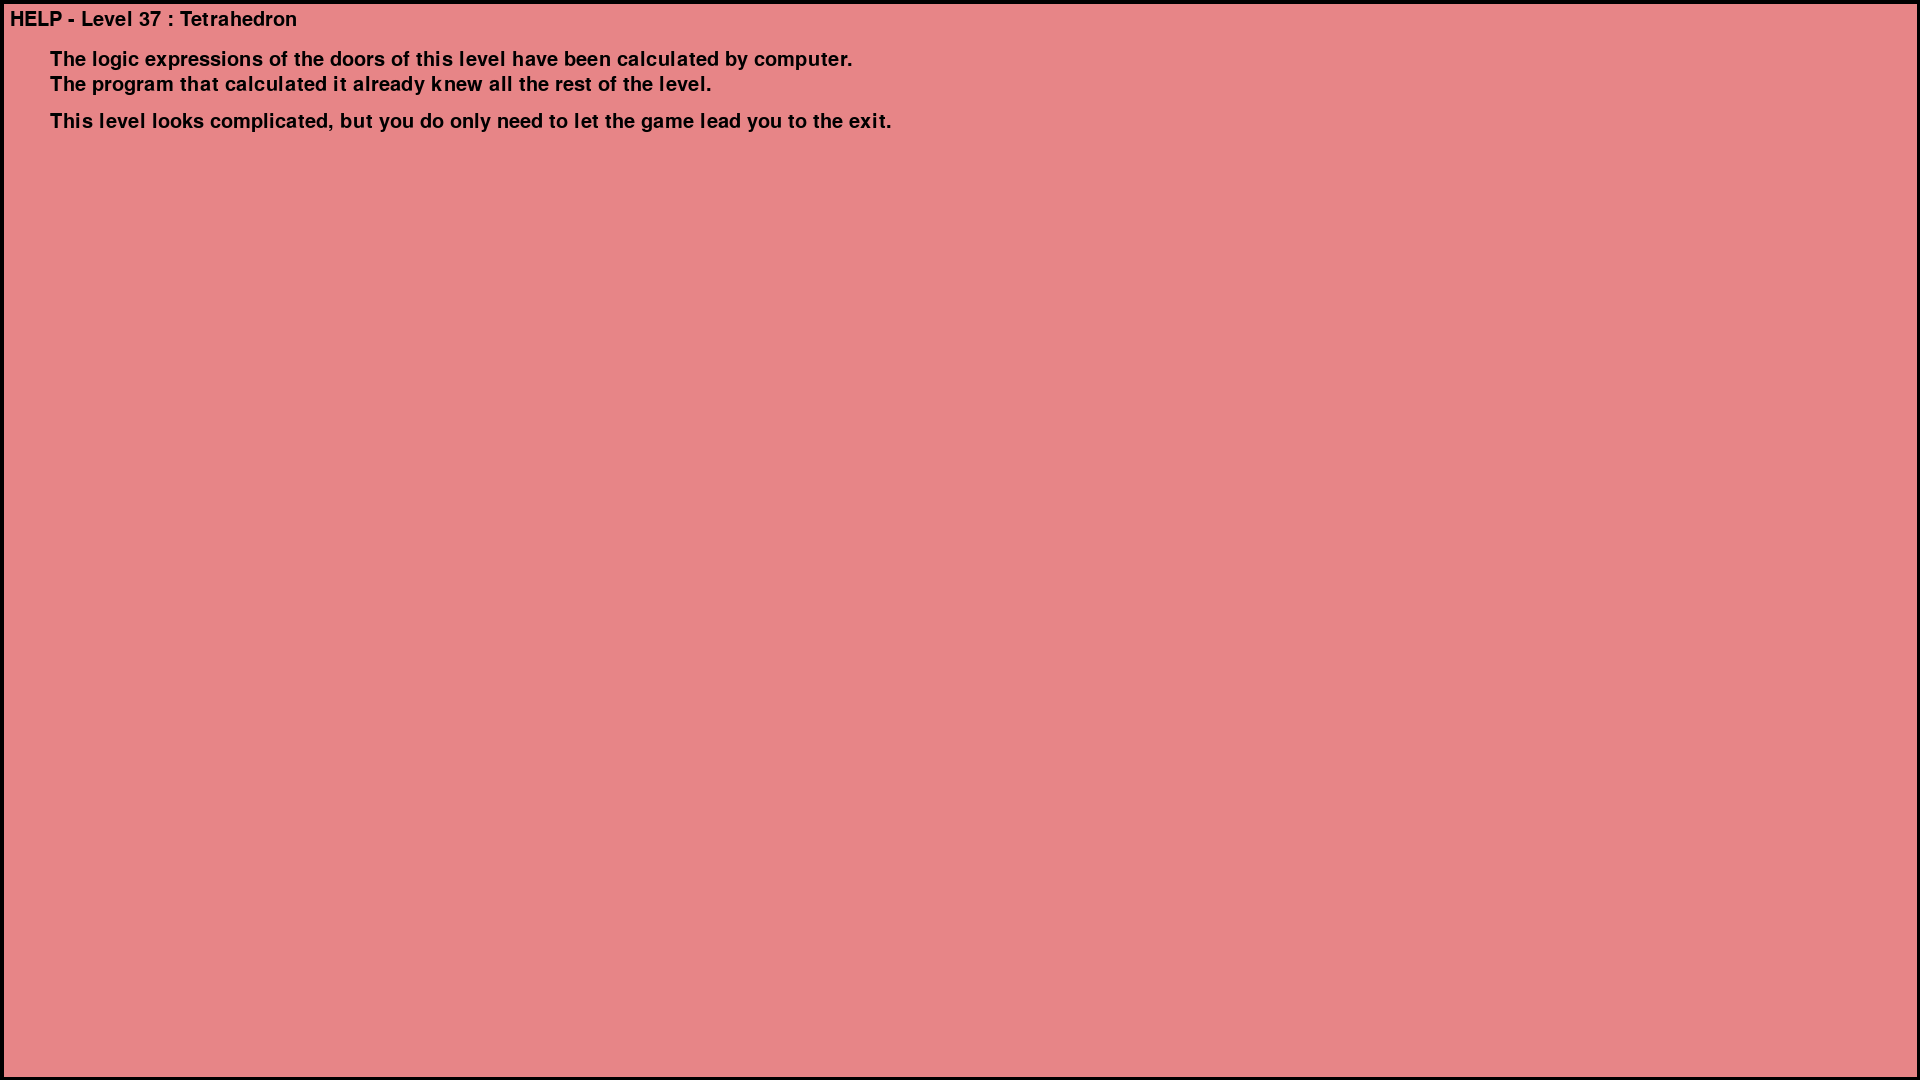 HELP - Level 37 : Tetrahedron
The logic expressions of the doors of this level have been calculated by computer.
The program that calculated it already knew all the rest of the level.
This level looks complicated, but you do only need to let the game lead you to the exit.